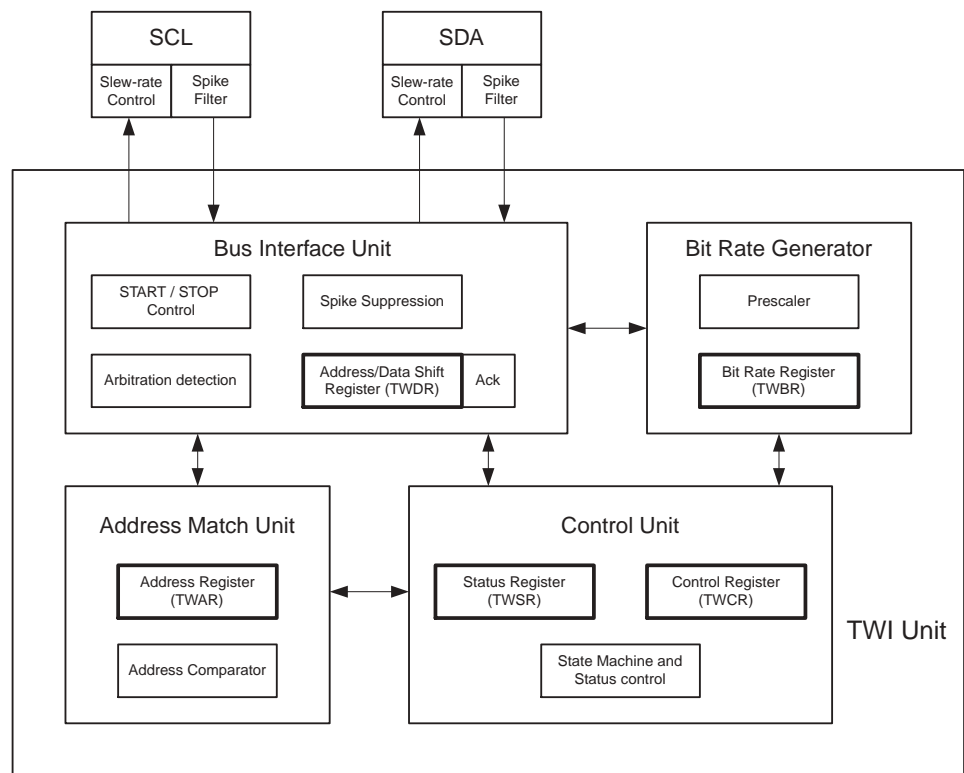 SCL
SDA
Slew-rate
Control
Spike
Filter
Slew-rate
Control
Spike
Filter
Bus Interface Unit
Bit Rate Generator
START / STOP
Control
Spike Suppression
Prescaler
Arbitration detection
Address/Data Shift
Register (TWDR)
Ack
Bit Rate Register
(TWBR)
Address Match Unit
Control Unit
Address Register
(TWAR)
Status Register
(TWSR)
Control Register
(TWCR)
TWI Unit
Address Comparator
State Machine and
Status control